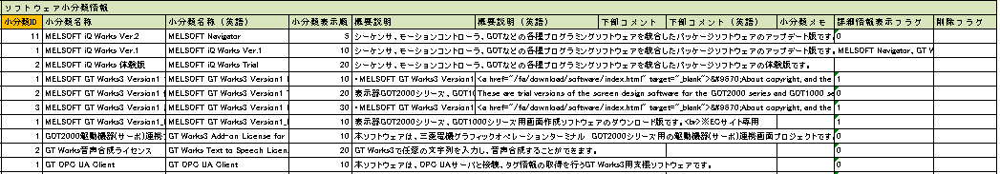 ソフトウェア小分類情報
小分類ID 小分類名称 小分類名称（英語） 小分類表示順 概要説明 概要説明（英語） 下部コメント 下部コメント（英語） 小分類メモ 詳細情報表示フラグ 削除フラグ
11 MELSOFT iQ Works Ver.2 MELSOFT Navigator 5 シーケンサ、モーションコントローラ、GOTなどの各種プログラミングソフトウェアを統合したパッケージソフトウェアのアップデート版です。 0
1 MELSOFT iQ Works Ver.1 MELSOFT iQ Works Ver.1 10 シーケンサ、モーションコントローラ、GOTなどの各種プログラミングソフトウェアを統合したパッケージソフトウェアのアップデート版です。 MELSOFT Navigator、GT W
2 MELSOFT iQ Works 体験版 MELSOFT iQ Works Trial 20 シーケンサ、モーションコントローラ、GOTなどの各種プログラミングソフトウェアを統合したパッケージソフトウェアの体験版です。 0
1 MELSOFT GT Works3 Version1 MELSOFT GT Works3 Version1 10 ・MELSOFT GT Works3 <a href="/fa/download/software/index.html" target="_blank">&#9670;About copyright, and the 1
2 MELSOFT GT Works3 Version1 MELSOFT GT Works3 Version1 20 表示器GOT2000シリーズ、GOT10 These are trial versions of the screen design software for the GOT2000 series and GOT1000 se 0
3 MELSOFT GT Works3 Version1 MELSOFT GT Works3 Version1 30 ・MELSOFT GT Works3 <a href="/fa/download/software/index.html" target="_blank">&#9670;About copyright, and the 1
1 MELSOFT GT Works3 Version1 MELSOFT GT Works3 Version1 10 表示器GOT2000シリーズ、GOT1000シリーズ用画面作成ソフトウェアのダウンロード版です。<br>※ECサイト専用 1
1 GOT2000駆動機器(サーボ)連携 GT Works3 Add-on License for 10 本ソフトウェアは、三菱電機グラフィックオペレーションターミナル GOT2000シリーズ用の駆動機器(サーボ)連携画面プロジェクトです。 0
2 GT Works音声合成ライセンス GT Works Text to Speech Licen 20 GT Works3で任意の文字列を入力し、音声合成することができます。 0
1 GT OPC UA Client GT OPC UA Client 10 本ソフトウェアは、OPC UAサーバと接続、タグ情報の取得を行うGT Works3用支援ソフトウェアです。 0